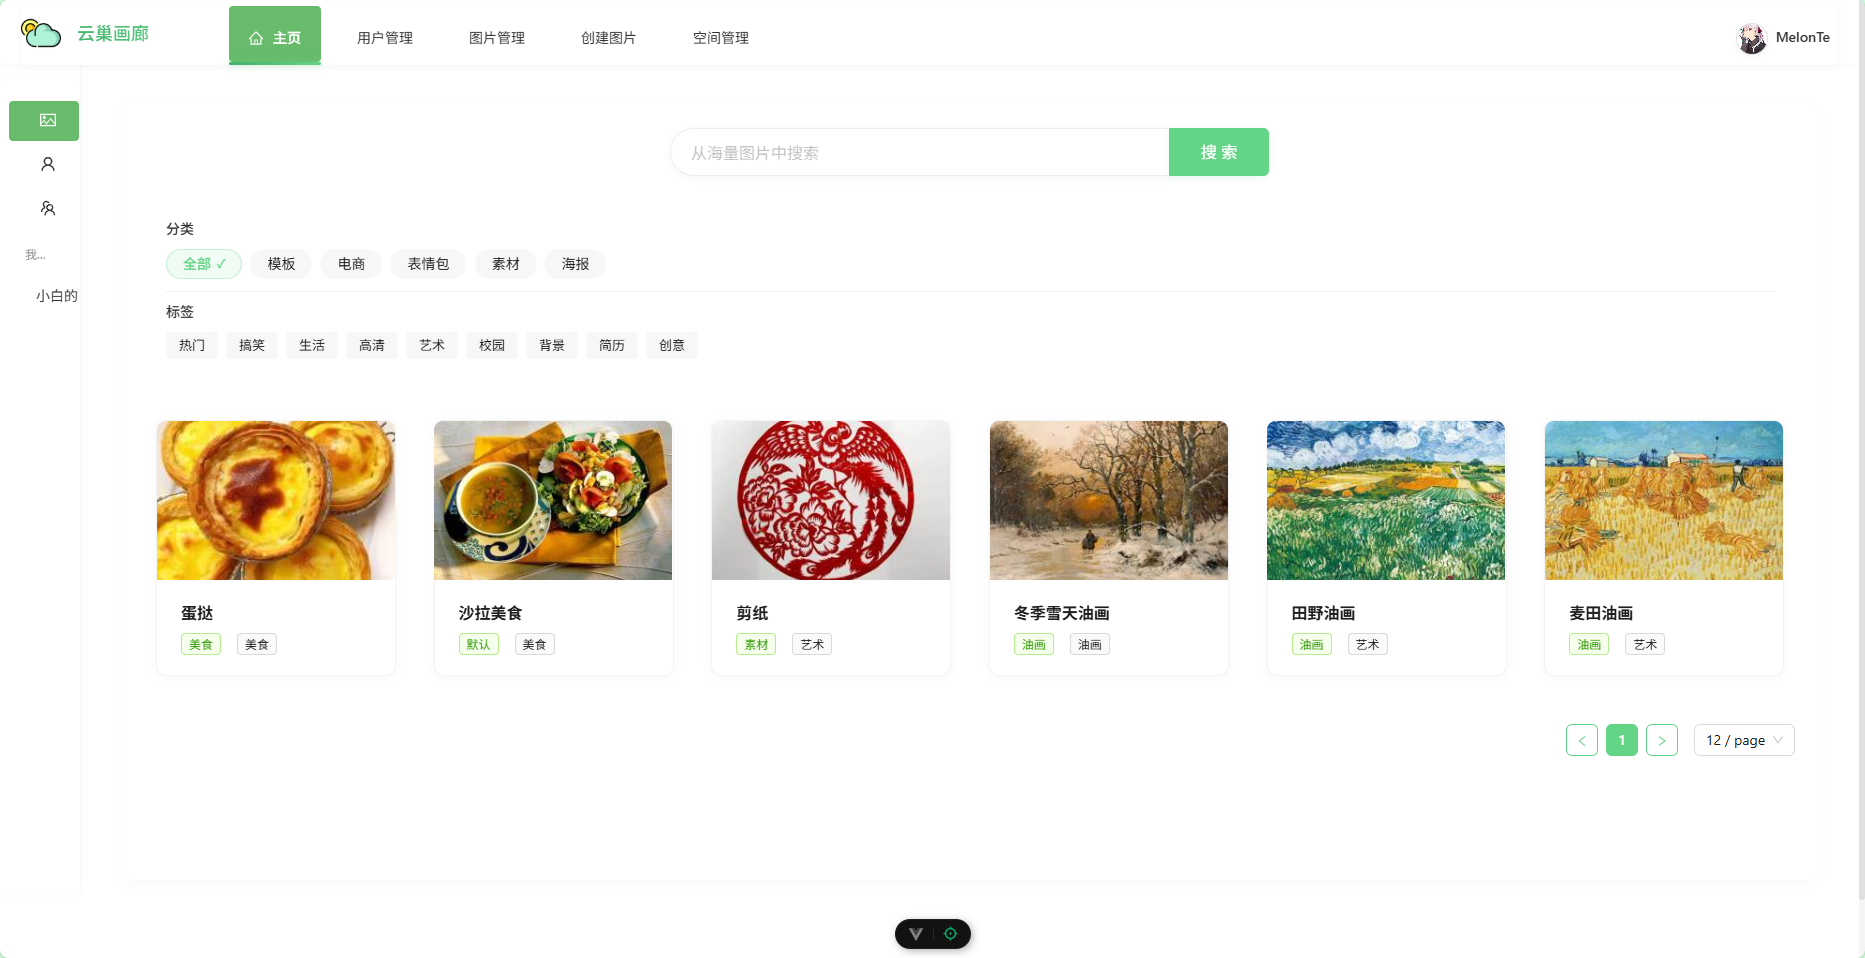 云巢画廊
主页
用户管理
图片管理
创建图片
空间管理
MelonTe
我...
小白的
从海量图片中搜索
搜 索
分类
全部 ✓
模板
电商
表情包
素材
海报
标签
热门
搞笑
生活
高清
艺术
校园
背景
简历
创意
蛋挞
美食 美食
沙拉美食
默认 美食
剪纸
素材 艺术
冬季雪天油画
油画 油画
田野油画
油画 艺术
麦田油画
油画 艺术
< 1 > 12 / page